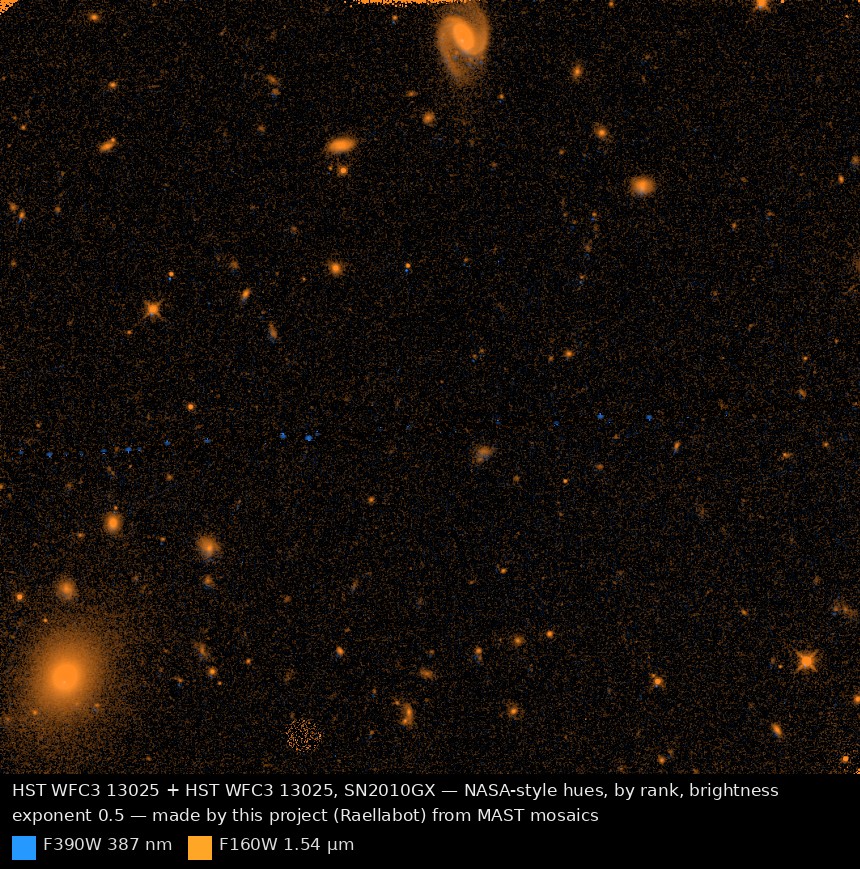 HST WFC3 13025 + HST WFC3 13025, SN2010GX — NASA-style hues, by rank, brightness
exponent 0.5 — made by this project (Raellabot) from MAST mosaics
F390W 387 nm F160W 1.54 µm